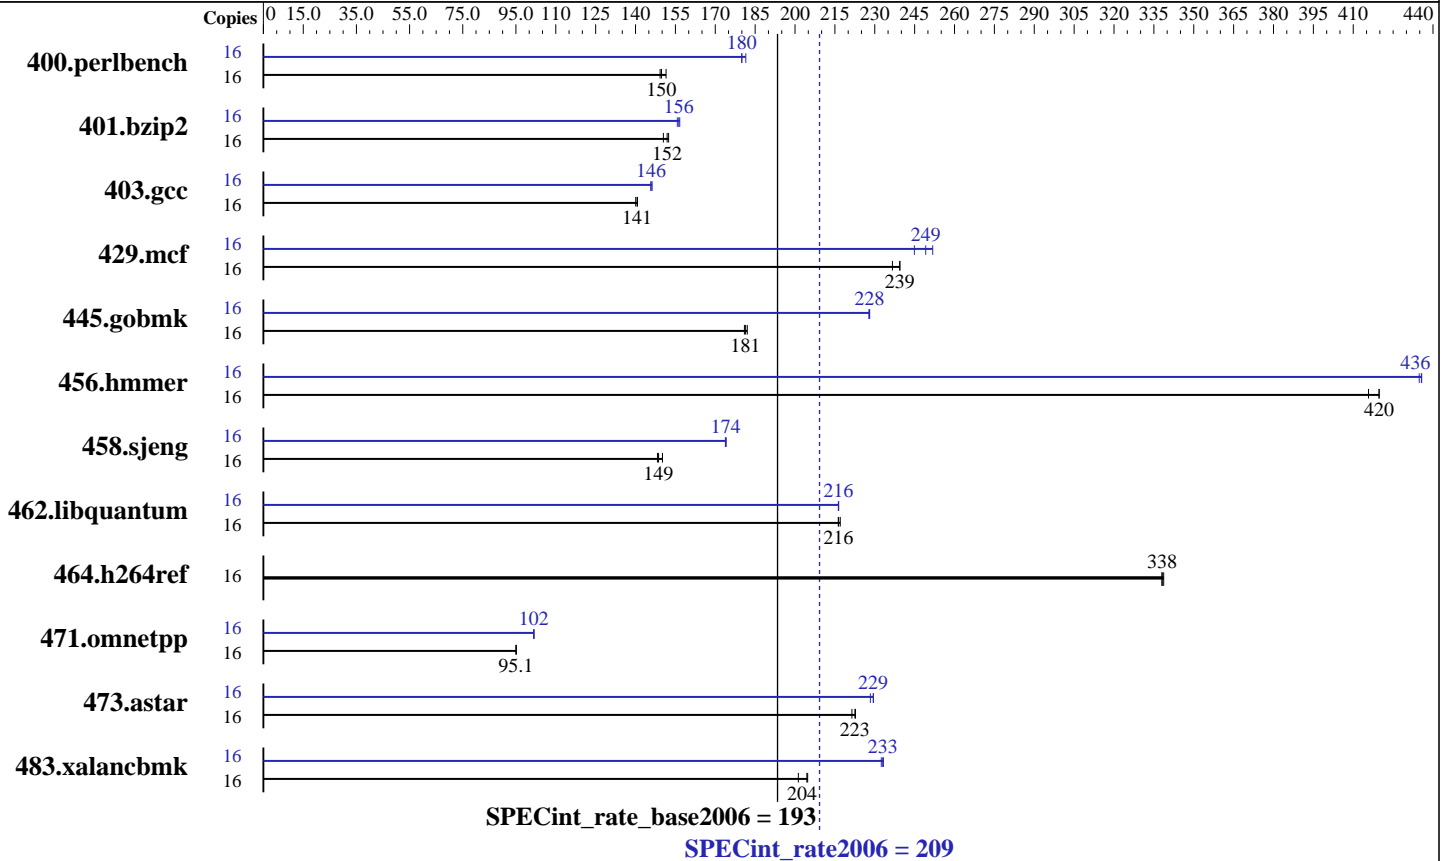 Copies 0 15.0 35.0 55.0 75.0 95.0 110 125 140 155 170 185 200 215 230 245 260 275 290 305 320 335 350 365 380 395 410 440
400.perlbench
16 180
16 150
401.bzip2
16 156
16 152
403.gcc
16 146
16 141
429.mcf
16 249
16 239
445.gobmk
16 228
16 181
456.hmmer
16 436
16 420
458.sjeng
16 174
16 149
462.libquantum
16 216
16 216
464.h264ref
16 338
471.omnetpp
16 102
16 95.1
473.astar
16 229
16 223
483.xalancbmk
16 233
16 204
SPECint_rate_base2006 = 193
SPECint_rate2006 = 209